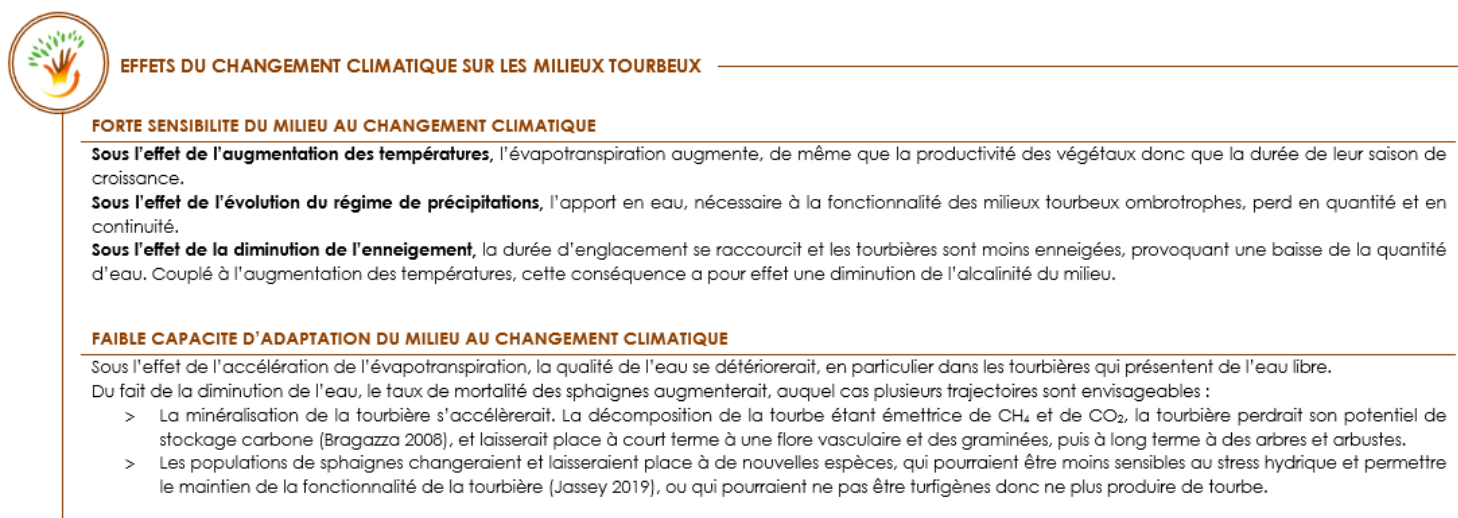 EFFETS DU CHANGEMENT CLIMATIQUE SUR LES MILIEUX TOURBEUX
FORTE SENSIBILITE DU MILIEU AU CHANGEMENT CLIMATIQUE
Sous l'effet de l'augmentation des températures, l'évapotranspiration augmente, de même que la productivité des végétaux donc que la durée de leur saison de
croissance.
Sous l'effet de l'évolution du régime de précipitations, l'apport en eau, nécessaire à la fonctionnalité des milieux tourbeux ombrotrophes, perd en quantité et en
continuité.
Sous l'effet de la diminution de l'enneigement, la durée d'englacement se raccourcit et les tourbières sont moins enneigées, provoquant une baisse de la quantité
d'eau. Couplé à l'augmentation des températures, cette conséquence a pour effet une diminution de l'alcalinité du milieu.
FAIBLE CAPACITE D'ADAPTATION DU MILIEU AU CHANGEMENT CLIMATIQUE
Sous l'effet de l'accélération de l'évapotranspiration, la qualité de l'eau se détériorerait, en particulier dans les tourbières qui présentent de l'eau libre.
Du fait de la diminution de l'eau, le taux de mortalité des sphaignes augmenterait, auquel cas plusieurs trajectoires sont envisageables :
> La minéralisation de la tourbière s'accélèrerait. La décomposition de la tourbe étant émettrice de CH₄ et de CO₂, la tourbière perdrait son potentiel de
stockage carbone (Bragazza 2008), et laisserait place à court terme à une flore vasculaire et des graminées, puis à long terme à des arbres et arbustes.
> Les populations de sphaignes changeraient et laisseraient place à de nouvelles espèces, qui pourraient être moins sensibles au stress hydrique et permettre
le maintien de la fonctionnalité de la tourbière (Jassey 2019), ou qui pourraient ne pas être turfigènes donc ne plus produire de tourbe.